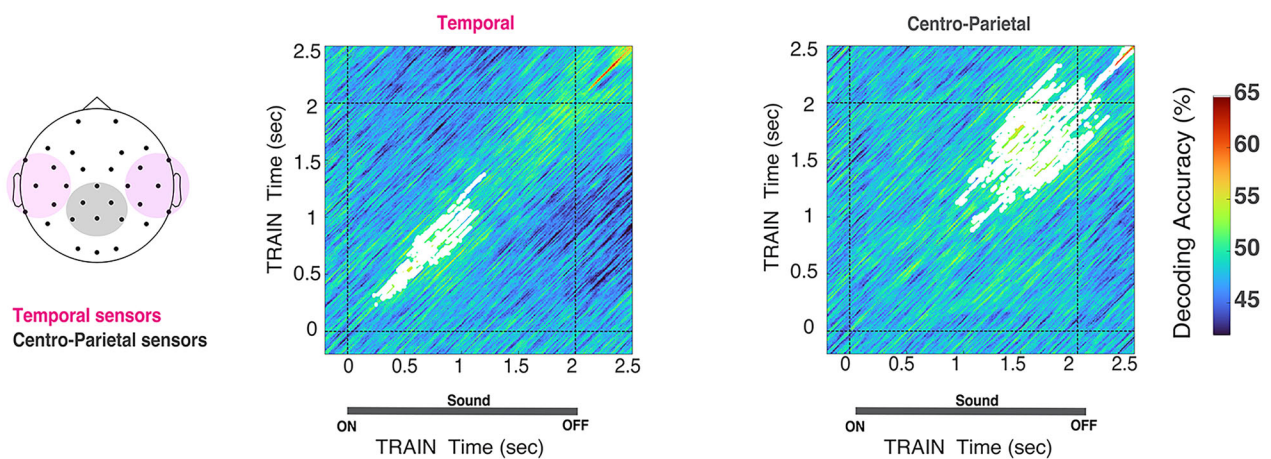 Temporal
Centro-Parietal
2.5
2
1.5
1
0.5
0
TRAIN Time (sec)
0 0.5 1 1.5 2 2.5
Sound
ON OFF
TRAIN Time (sec)
2.5
2
1.5
1
0.5
0
TRAIN Time (sec)
0 0.5 1 1.5 2 2.5
Sound
ON OFF
TRAIN Time (sec)
Decoding Accuracy (%)
65
60
55
50
45
Temporal sensors
Centro-Parietal sensors